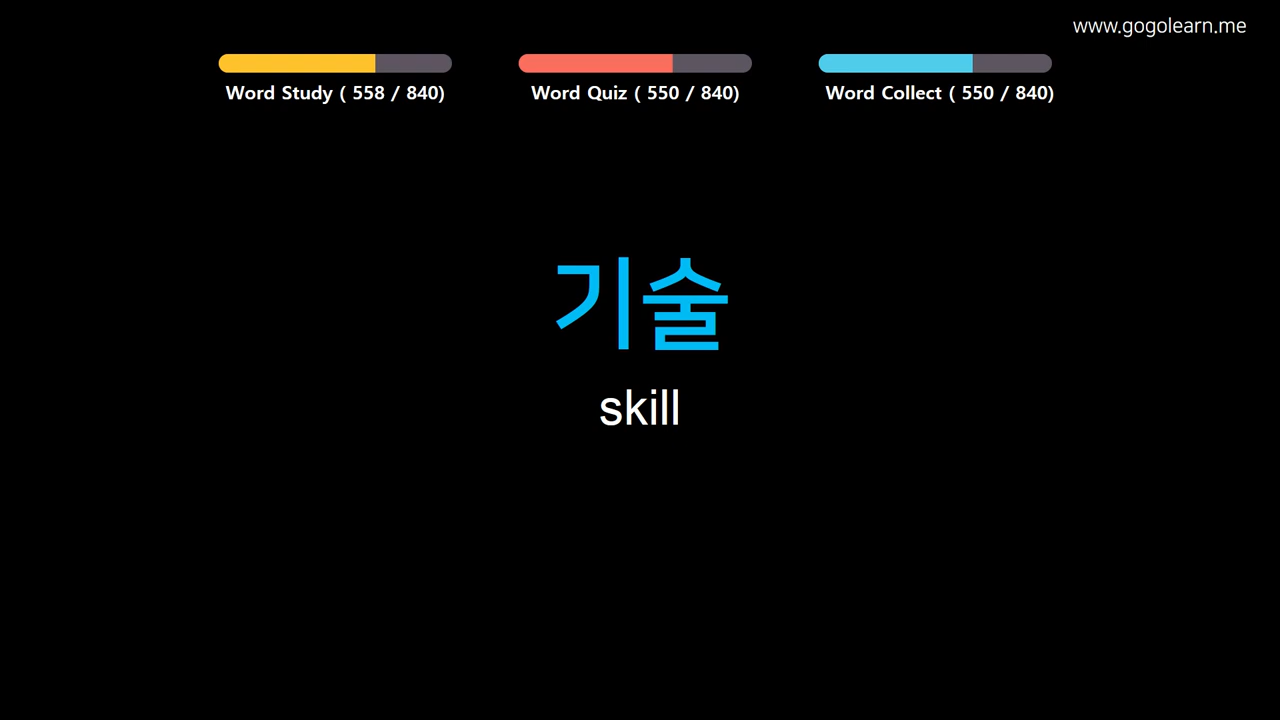 www.gogolearn.me
Word Study ( 558 / 840)
Word Quiz ( 550 / 840)
Word Collect ( 550 / 840)
기술
skill